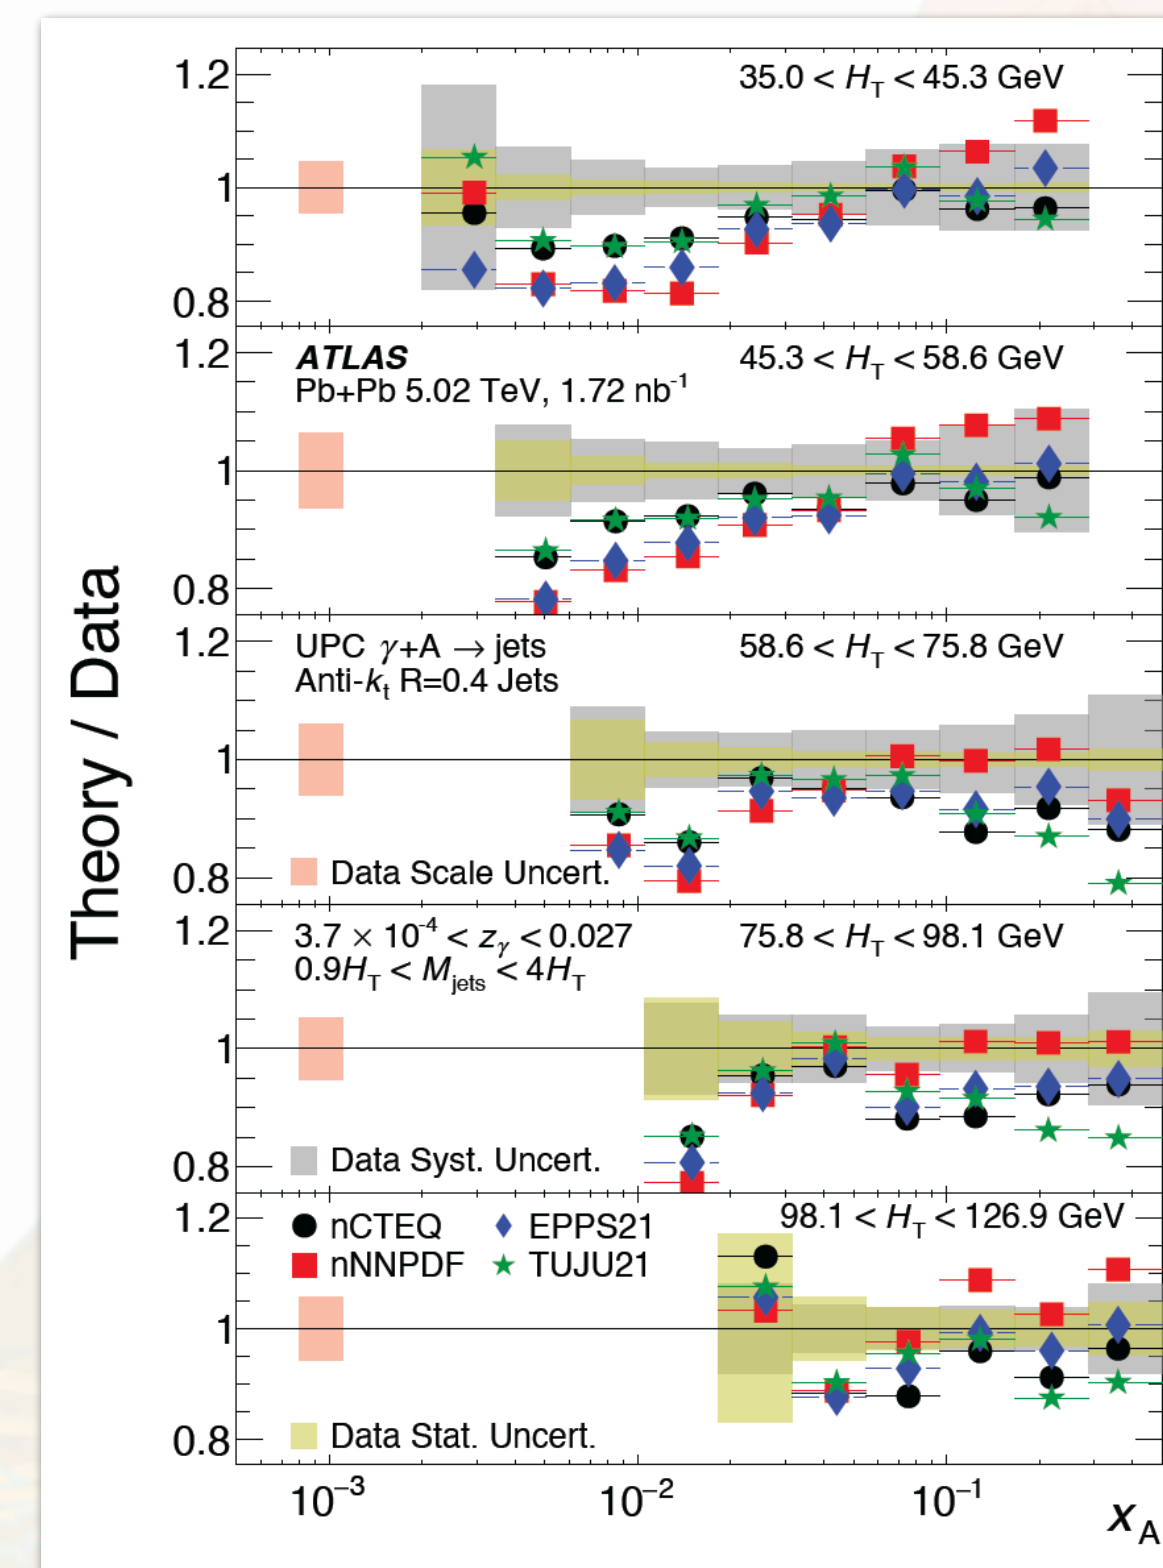 Theory / Data
1.2
35.0 < H_T < 45.3 GeV
1
0.8
1.2
ATLAS
45.3 < H_T < 58.6 GeV
Pb+Pb 5.02 TeV, 1.72 nb⁻¹
1
0.8
1.2
UPC γ+A → jets
58.6 < H_T < 75.8 GeV
Anti-k_t R=0.4 Jets
1
0.8
Data Scale Uncert.
1.2
3.7 × 10⁻⁴ < z_γ < 0.027
75.8 < H_T < 98.1 GeV
0.9H_T < M_jets < 4H_T
1
0.8
Data Syst. Uncert.
1.2
nCTEQ EPPS21
98.1 < H_T < 126.9 GeV
nNNPDF TUJU21
1
0.8
Data Stat. Uncert.
10⁻³ 10⁻² 10⁻¹
x_A